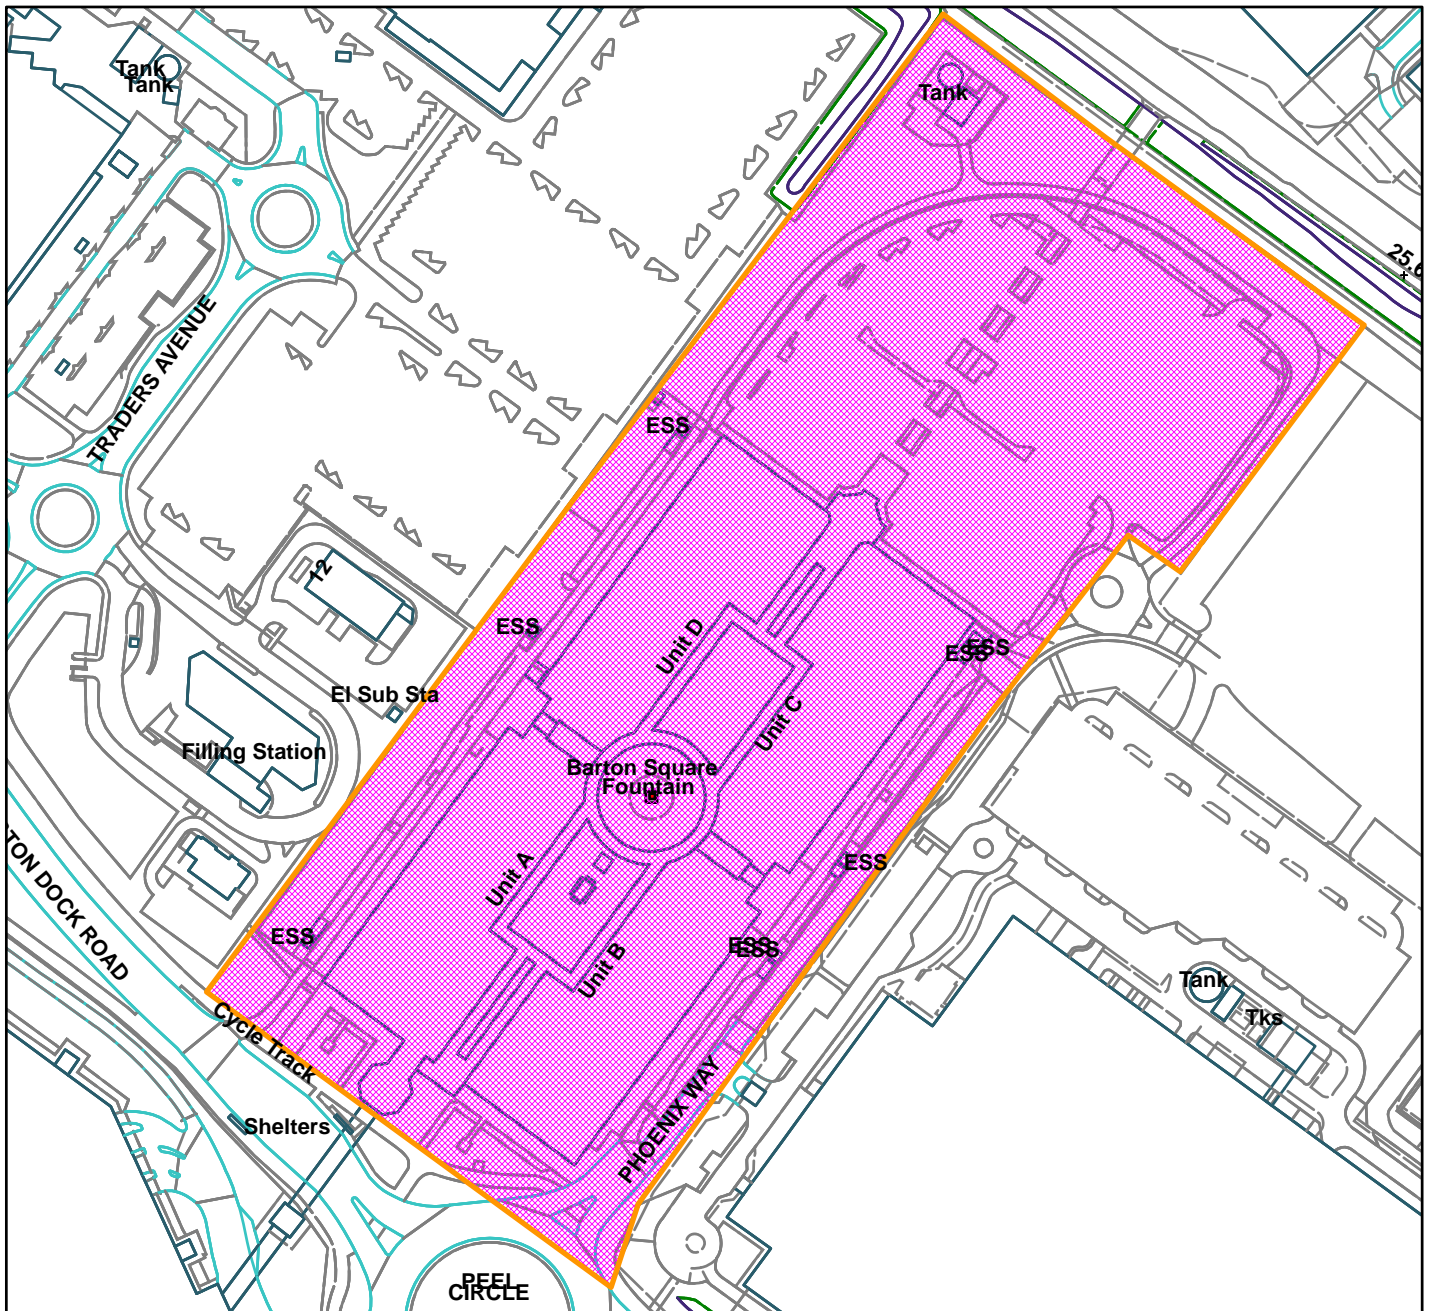 Tank
Tank
Tank
25.6
TRADERS AVENUE
ESS
12
ESS
Unit D
ESS
ESS
El Sub Sta
Unit C
Filling Station
Barton Square
Fountain
TON DOCK ROAD
Unit A
ESS
ESS
Unit B
ESS
ESS
Tank
Tks
Cycle Track
Shelters
PHOENIX WAY
PEEL
CIRCLE